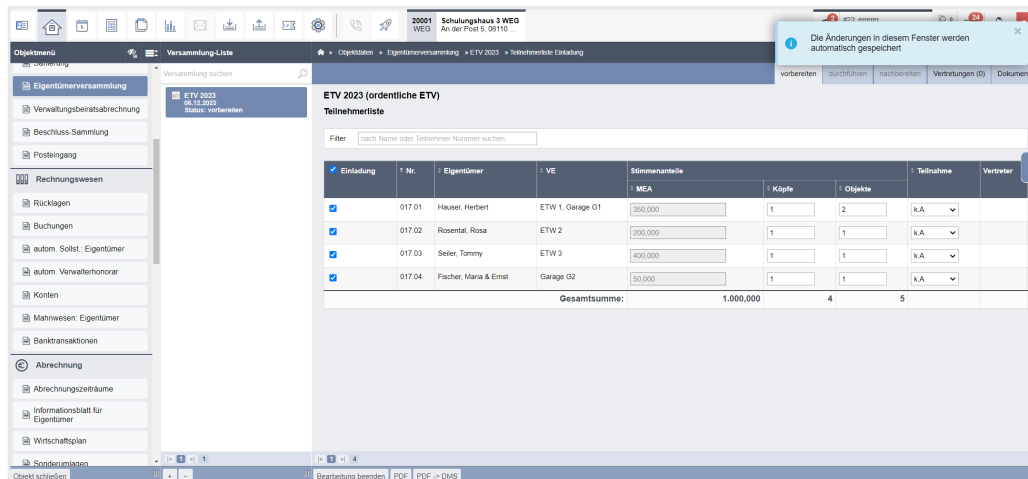 20001
WEG
Schulungshaus 3 WEG
An der Post 5, 06110 ...
2
#23: errerer
24
Die Änderungen in diesem Fenster werden
automatisch gespeichert
Objektmenü
Versammlung-Liste
» Objektdaten » Eigentümerversammlung » ETV 2023 » Teilnehmerliste Einladung
Sanierung
Eigentümerversammlung
Verwaltungsbeiratsabrechnung
Beschluss-Sammlung
Posteingang
Rechnungswesen
Rücklagen
Buchungen
autom. Sollst.: Eigentümer
autom. Verwalterhonorar
Konten
Mahnwesen: Eigentümer
Banktransaktionen
Abrechnung
Abrechnungszeiträume
Informationsblatt für
Eigentümer
Wirtschaftsplan
Sonderumlagen
Objekt schließen
Versammlung suchen
ETV 2023
06.12.2023
Status: vorbereiten
1 1
+ -
vorbereiten durchführen nachbereiten Vertretungen (0) Dokumen
ETV 2023 (ordentliche ETV)
Teilnehmerliste
Filter nach Name oder Teilnehmer Nummer suchen
Einladung Nr. Eigentümer VE Stimmenanteile Teilnahme Vertreter
MEA Köpfe Objekte
017.01 Hauser, Herbert ETW 1, Garage G1 350,000 1 2 k.A.
017.02 Rosental, Rosa ETW 2 200,000 1 1 k.A.
017.03 Seiler, Tommy ETW 3 400,000 1 1 k.A.
017.04 Fischer, Maria & Ernst Garage G2 50,000 1 1 k.A.
Gesamtsumme: 1.000,000 4 5
1 4
Bearbeitung beenden PDF PDF -> DMS